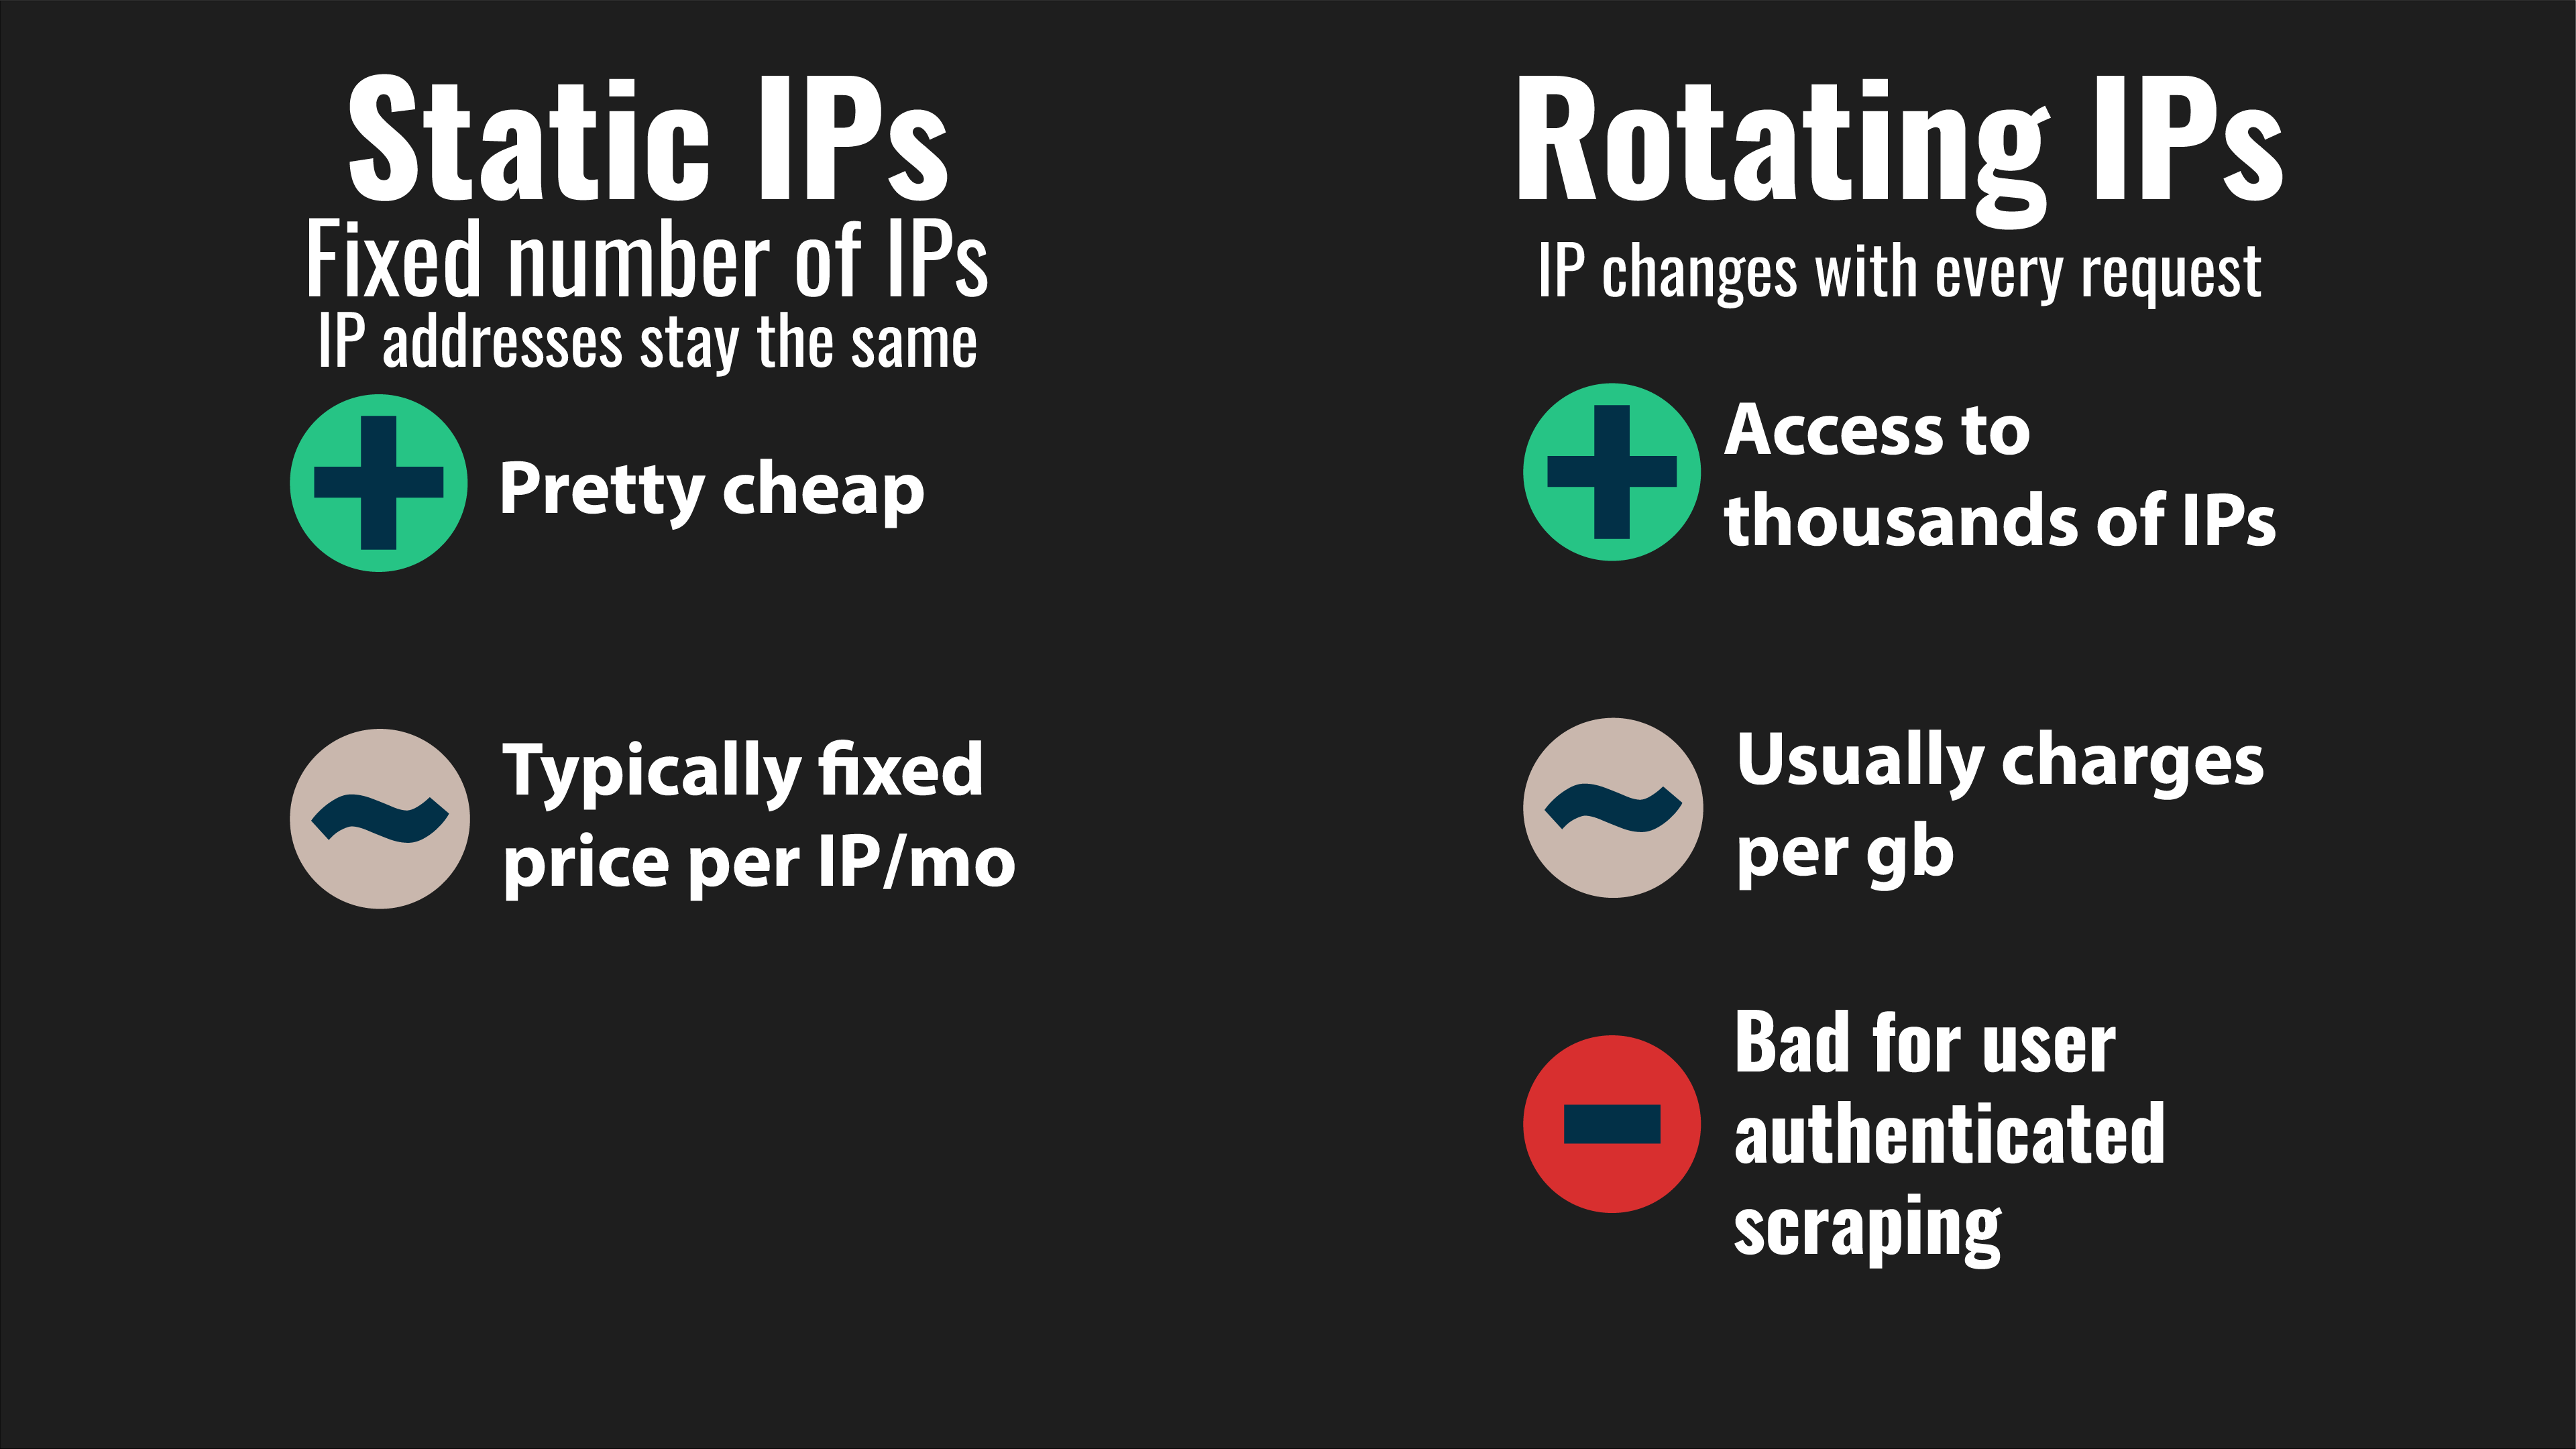 Static IPs
Fixed number of IPs
IP addresses stay the same
Pretty cheap
Typically fixed
price per IP/mo
Rotating IPs
IP changes with every request
Access to
thousands of IPs
Usually charges
per gb
Bad for user
authenticated
scraping